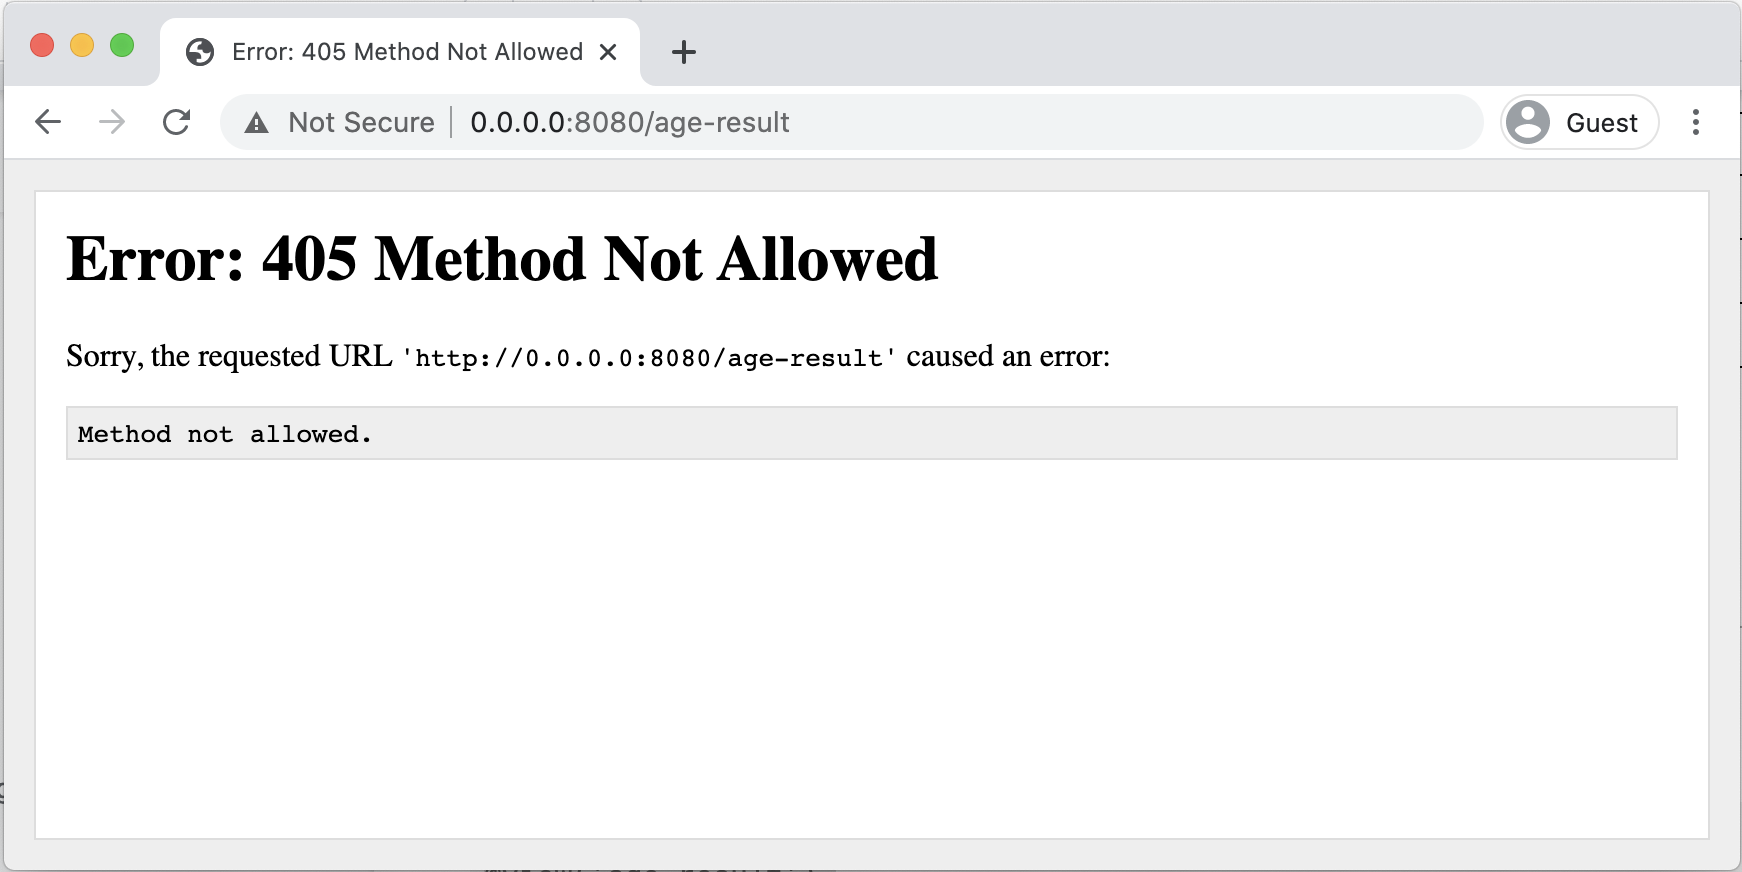 Error: 405 Method Not Allowed
Not Secure 0.0.0.0:8080/age-result
Guest
Error: 405 Method Not Allowed
Sorry, the requested URL 'http://0.0.0.0:8080/age-result' caused an error:
Method not allowed.